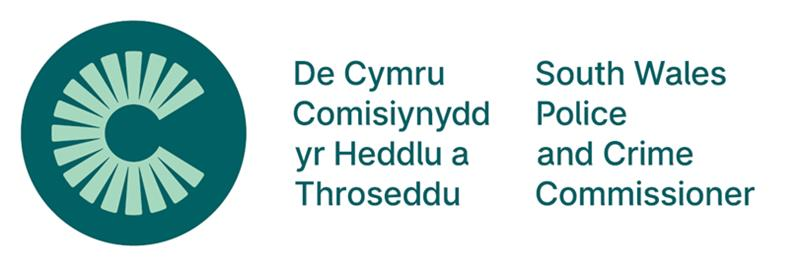 De Cymru
Comisiynydd
yr Heddlu a
Throseddu
South Wales
Police
and Crime
Commissioner